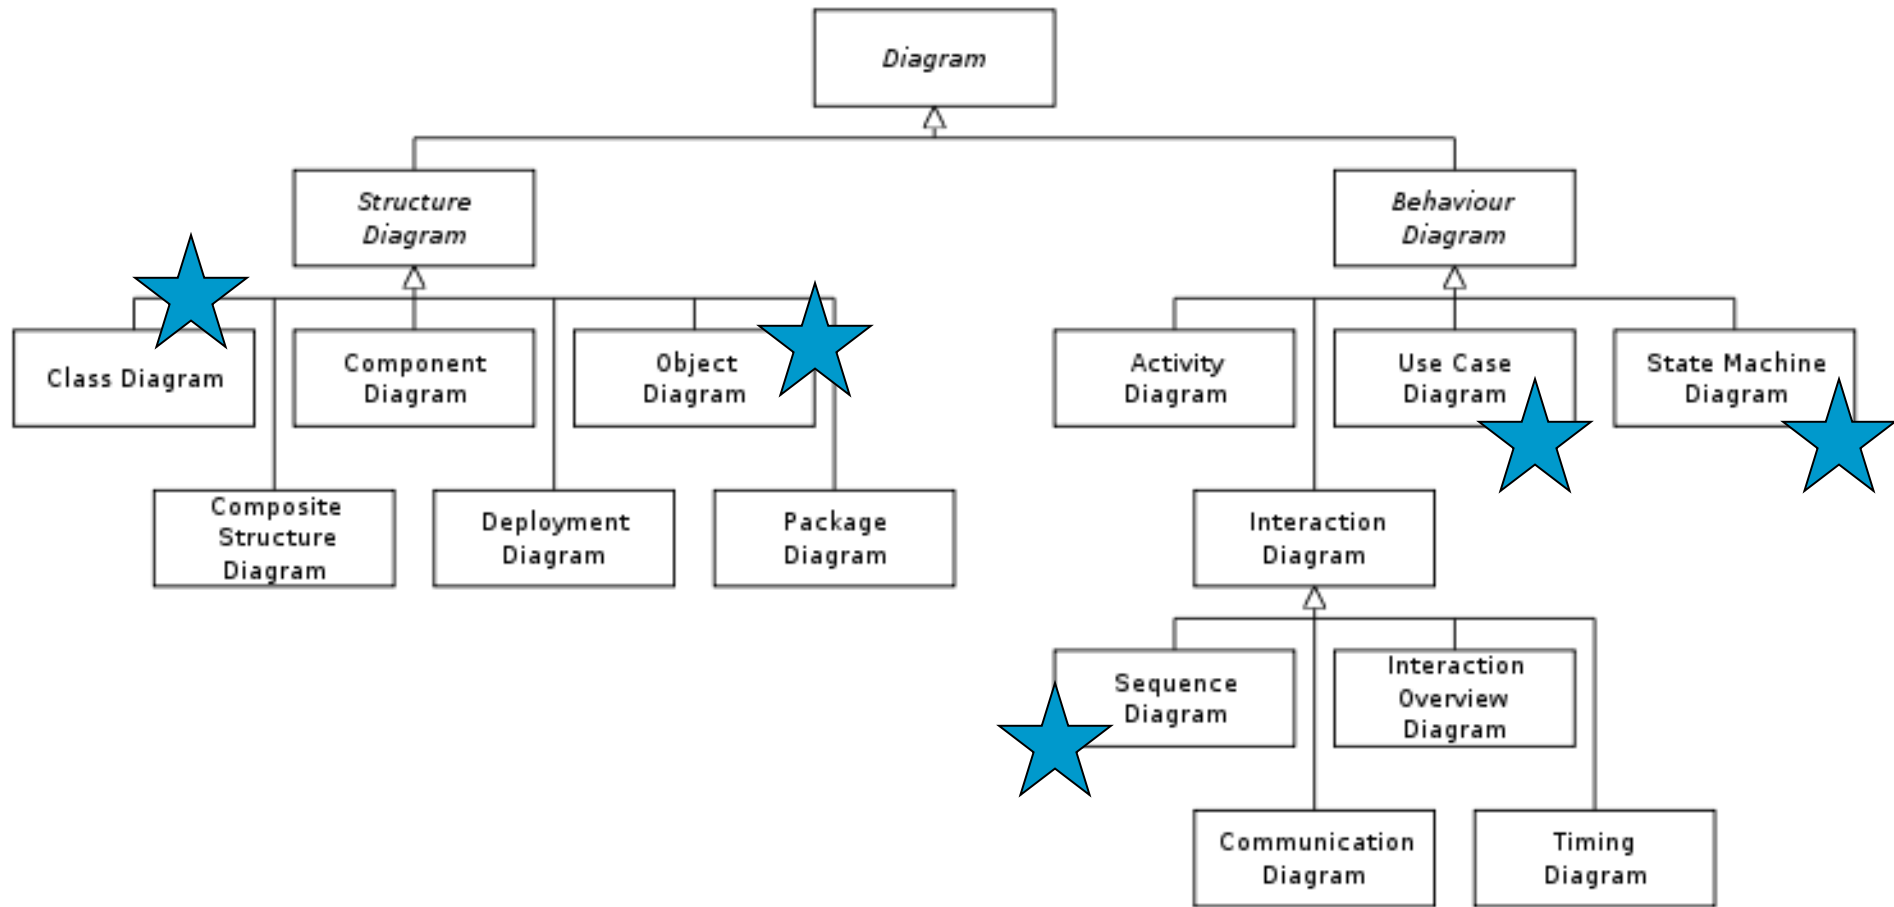 Diagram
Structure
Diagram
Behaviour
Diagram
Class Diagram
Component
Diagram
Object
Diagram
Activity
Diagram
Use Case
Diagram
State Machine
Diagram
Composite
Structure
Diagram
Deployment
Diagram
Package
Diagram
Interaction
Diagram
Sequence
Diagram
Interaction
Overview
Diagram
Communication
Diagram
Timing
Diagram